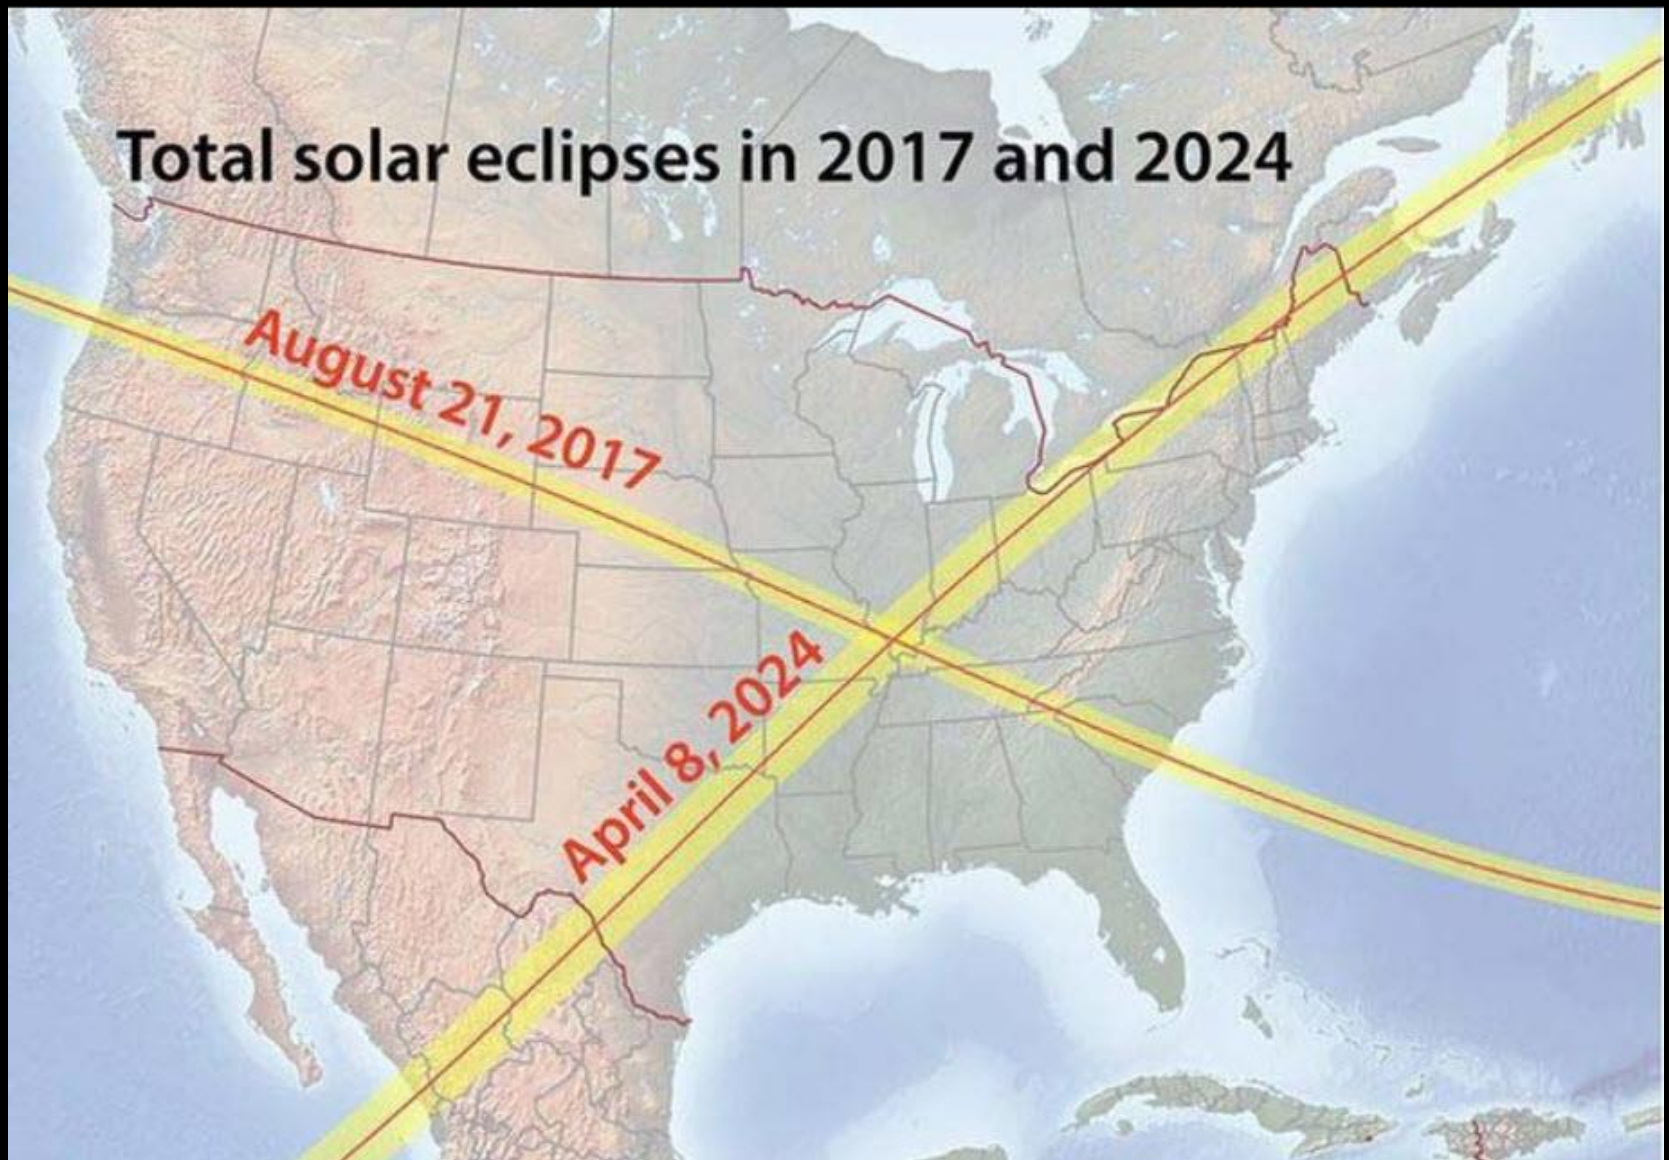 Total solar eclipses in 2017 and 2024
August 21, 2017
April 8, 2024